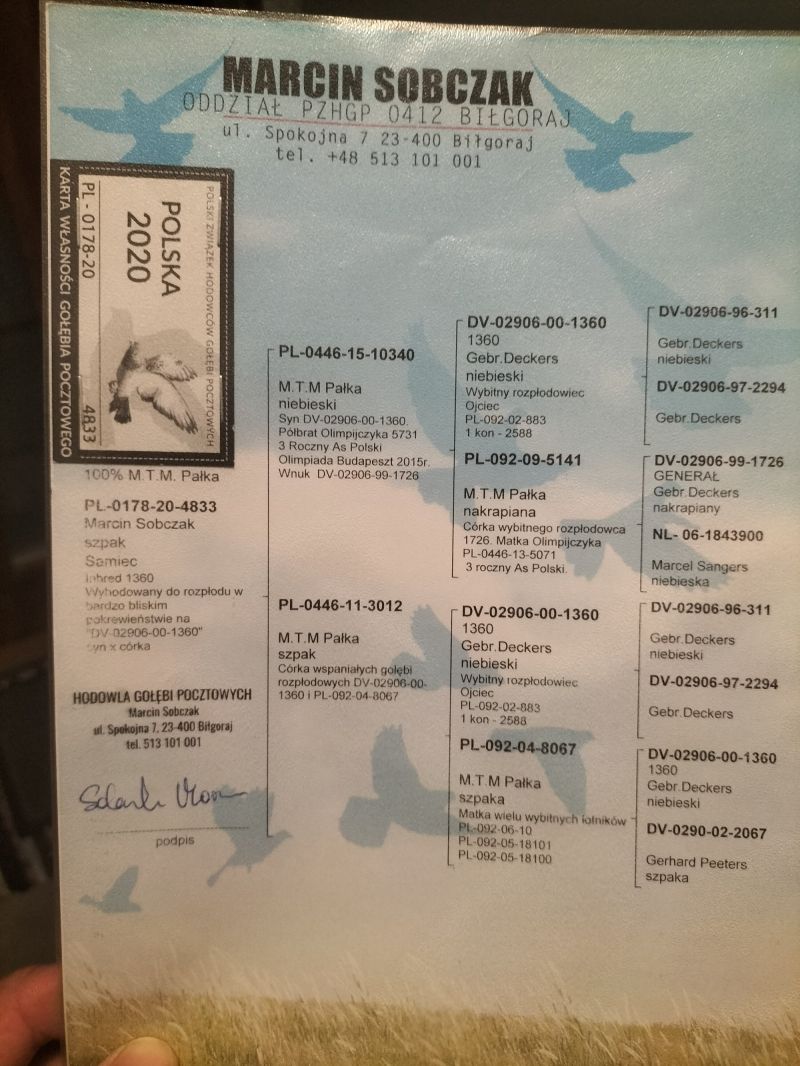 MARCIN SOBCZAK
ODDZIAŁ PZHGP 0412 BIŁGORAJ
ul. Spokojna 7 23-400 Biłgoraj
tel. +48 513 101 001
KARTA WŁASNOŚCI GOŁĘBIA POCZTOWEGO
PL - 0178-20
4833
POLSKA
2020
POLSKI ZWIĄZEK HODOWCÓW GOŁĘBI POCZTOWYCH
100% M.T.M. Pałka
PL-0178-20-4833
Marcin Sobczak
szpak
Samiec
Inbred 1360
Wyhodowany do rozpłodu w
bardzo bliskim
pokrewieństwie na
"DV-02906-00-1360"
syn x córka
HODOWLA GOŁĘBI POCZTOWYCH
Marcin Sobczak
ul. Spokojna 7, 23-400 Biłgoraj
tel. 513 101 001
podpis
PL-0446-15-10340
M.T.M Pałka
niebieski
Syn DV-02906-00-1360.
Półbrat Olimpijczyka 5731
3 Roczny As Polski
Olimpiada Budapeszt 2015r.
Wnuk DV-02906-99-1726
PL-0446-11-3012
M.T.M Pałka
szpak
Córka wspaniałych gołębi
rozpłodowych DV-02906-00-
1360 i PL-092-04-8067
DV-02906-00-1360
1360
Gebr.Deckers
niebieski
Wybitny rozpłodowiec
Ojciec
PL-092-02-883
1 kon - 2588
PL-092-09-5141
M.T.M Pałka
nakrapiana
Córka wybitnego rozpłodowca
1726. Matka Olimpijczyka
PL-0446-13-5071
3 roczny As Polski.
DV-02906-00-1360
1360
Gebr.Deckers
niebieski
Wybitny rozpłodowiec
Ojciec
PL-092-02-883
1 kon - 2588
PL-092-04-8067
M.T.M Pałka
szpaka
Matka wielu wybitnych lotników
PL-092-06-10
PL-092-05-18101
PL-092-05-18100
DV-02906-96-311
Gebr.Deckers
niebieski
DV-02906-97-2294
Gebr.Deckers
DV-02906-99-1726
GENERAŁ
Gebr.Deckers
nakrapiany
NL- 06-1843900
Marcel Sangers
niebieska
DV-02906-96-311
Gebr.Deckers
niebieski
DV-02906-97-2294
Gebr.Deckers
DV-02906-00-1360
1360
Gebr.Deckers
niebieski
DV-0290-02-2067
Gerhard Peeters
szpaka